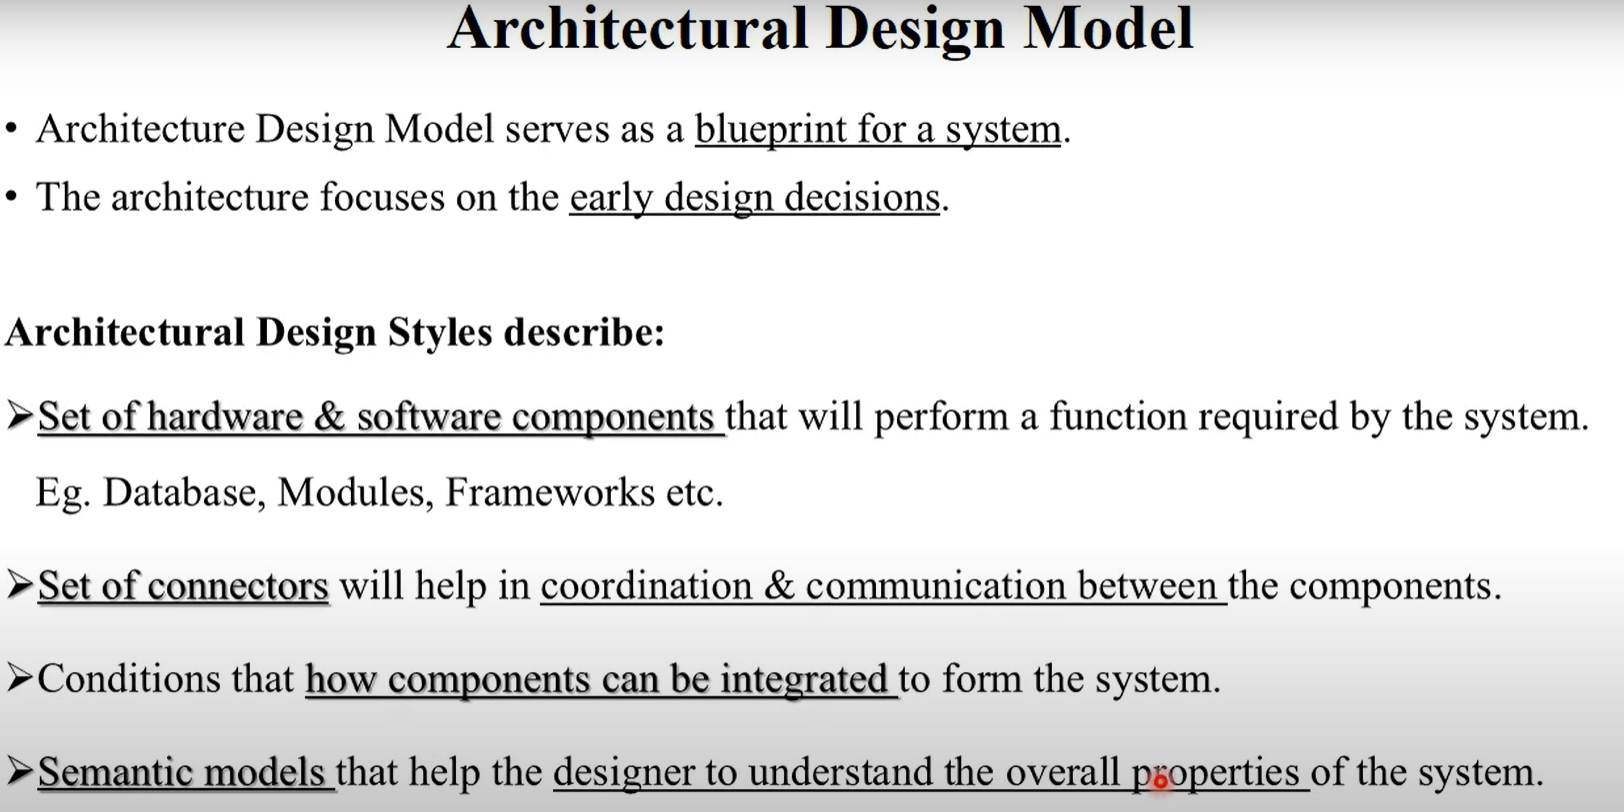 Architectural Design Model
• Architecture Design Model serves as a blueprint for a system.
• The architecture focuses on the early design decisions.
Architectural Design Styles describe:
➢Set of hardware & software components that will perform a function required by the system.
Eg. Database, Modules, Frameworks etc.
➢Set of connectors will help in coordination & communication between the components.
➢Conditions that how components can be integrated to form the system.
➢Semantic models that help the designer to understand the overall properties of the system.